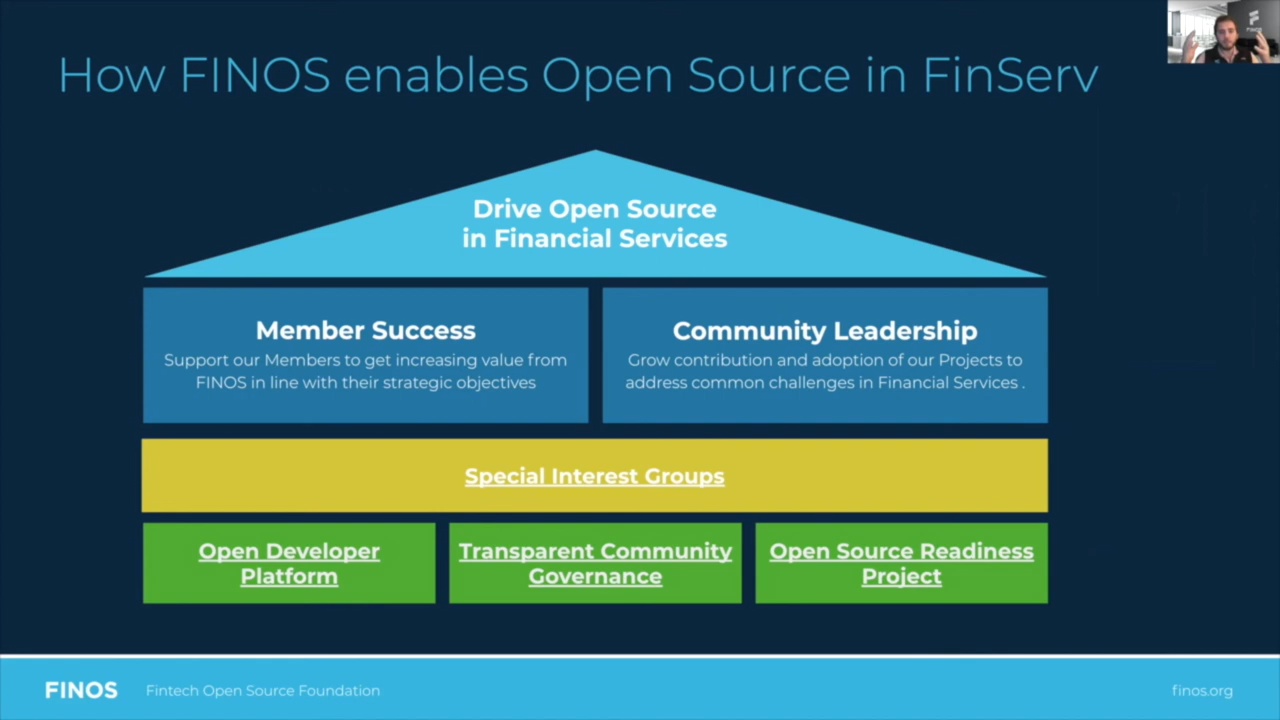 How FINOS enables Open Source in FinServ
FINOS
Drive Open Source
in Financial Services
Member Success
Support our Members to get increasing value from
FINOS in line with their strategic objectives
Community Leadership
Grow contribution and adoption of our Projects to
address common challenges in Financial Services .
Special Interest Groups
Open Developer
Platform
Transparent Community
Governance
Open Source Readiness
Project
FINOS
Fintech Open Source Foundation
finos.org